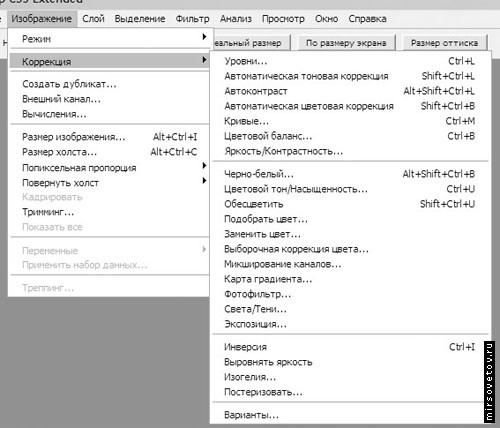 p CS3 Extended
Изображение Слой Выделение Фильтр Анализ Просмотр Окно Справка
еальный размер По размеру экрана Размер оттиска
Режим
Коррекция
Создать дубликат...
Внешний канал...
Вычисления...
Размер изображения... Alt+Ctrl+I
Размер холста... Alt+Ctrl+C
Попиксельная пропорция
Повернуть холст
Кадрировать
Тримминг...
Показать все
Переменные
Применить набор данных...
Треппинг...
Уровни... Ctrl+L
Автоматическая тоновая коррекция Shift+Ctrl+L
Автоконтраст Alt+Shift+Ctrl+L
Автоматическая цветовая коррекция Shift+Ctrl+B
Кривые... Ctrl+M
Цветовой баланс... Ctrl+B
Яркость/Контрастность...
Черно-белый... Alt+Shift+Ctrl+B
Цветовой тон/Насыщенность... Ctrl+U
Обесцветить Shift+Ctrl+U
Подобрать цвет...
Заменить цвет...
Выборочная коррекция цвета...
Микширование каналов...
Карта градиента...
Фотофильтр...
Света/Тени...
Экспозиция...
Инверсия Ctrl+I
Выровнять яркость
Изогелия...
Постеризовать...
Варианты...
mirsovetov.ru